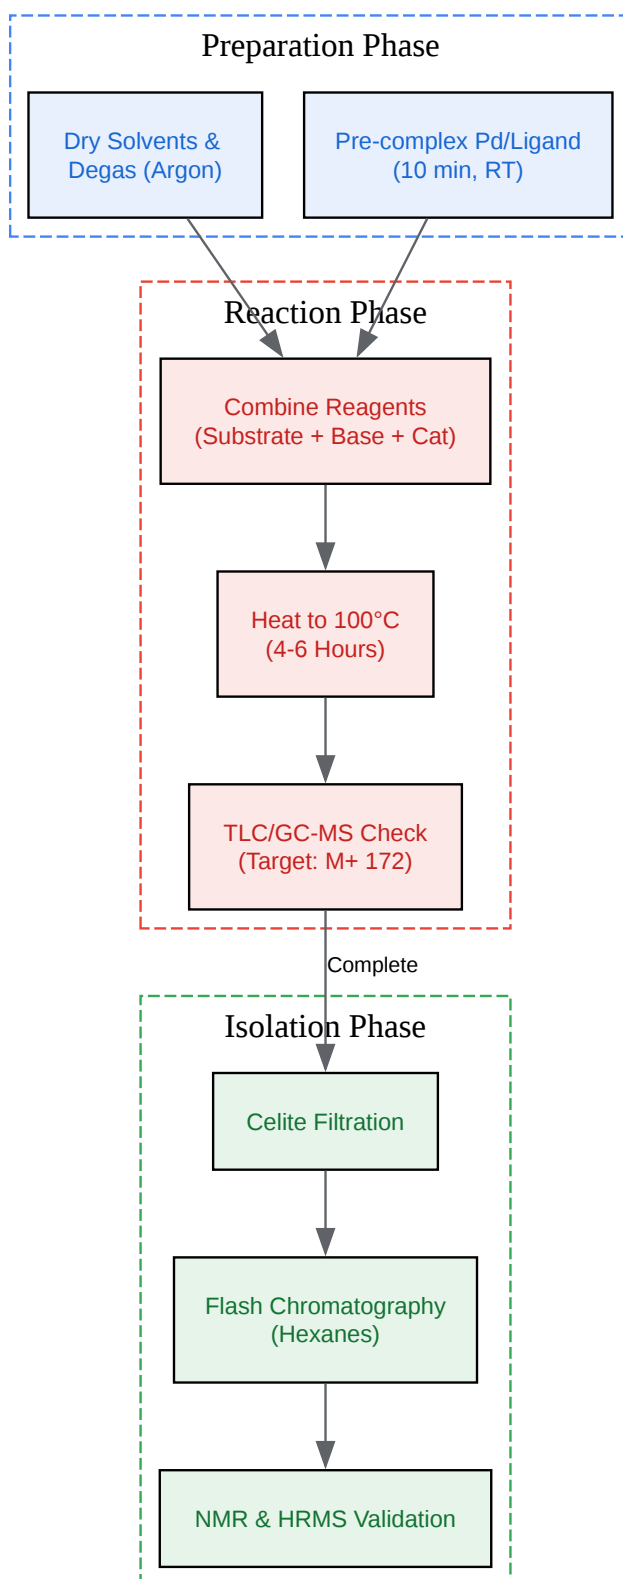 Preparation Phase
Dry Solvents &
Degas (Argon)
Pre-complex Pd/Ligand
(10 min, RT)
Reaction Phase
Combine Reagents
(Substrate + Base + Cat)
Heat to 100°C
(4-6 Hours)
TLC/GC-MS Check
(Target: M+ 172)
Complete
Isolation Phase
Celite Filtration
Flash Chromatography
(Hexanes)
NMR & HRMS Validation